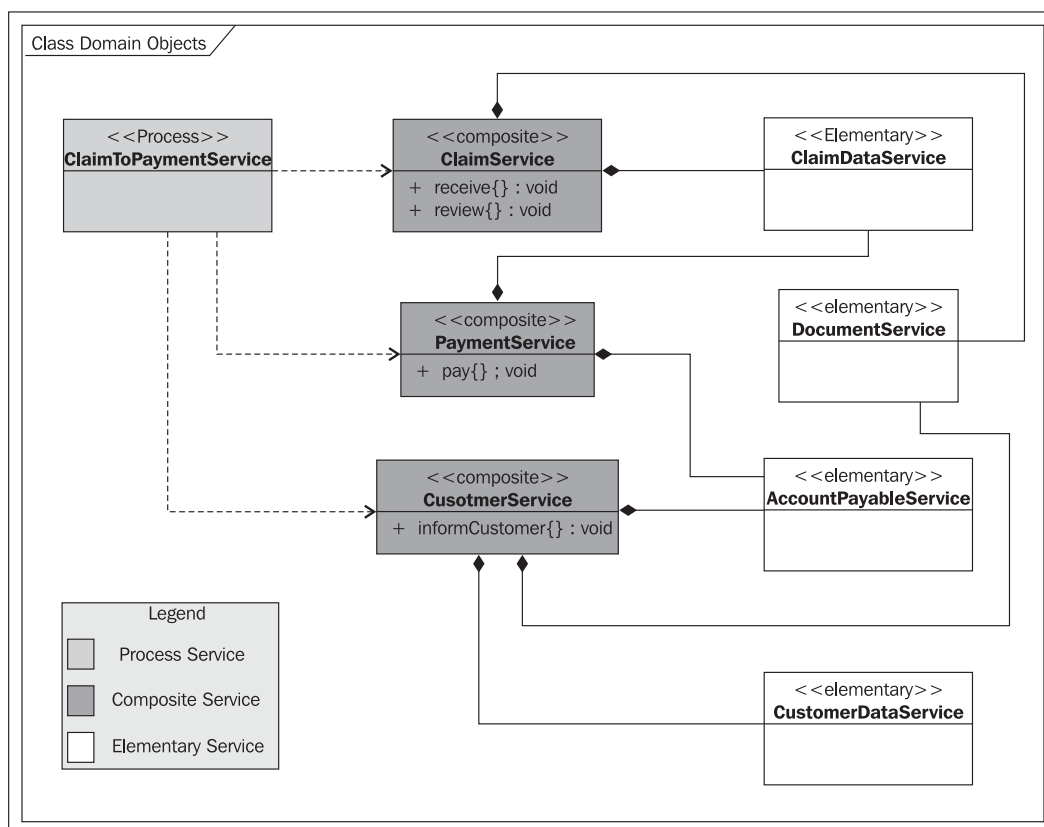 Class Domain Objects
<<Process>>
ClaimToPaymentService
<<composite>>
ClaimService
+ receive{} : void
+ review{} : void
<<Elementary>>
ClaimDataService
<<composite>>
PaymentService
+ pay{} ; void
<<elementary>>
DocumentService
<<composite>>
CusotmerService
+ informCustomer{} : void
<<elementary>>
AccountPayableService
<<elementary>>
CustomerDataService
Legend
Process Service
Composite Service
Elementary Service